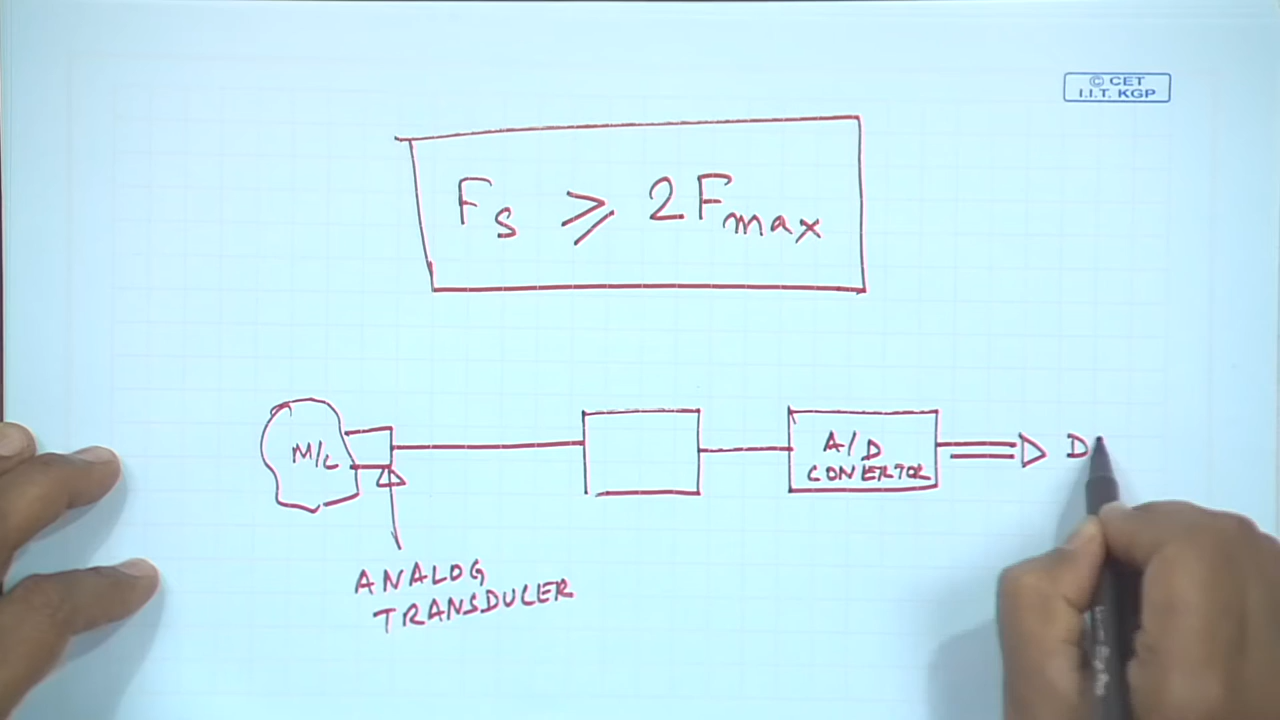 © CET
I.I.T. KGP
Fs ≥ 2Fmax
M/C
A/D
CONERTOR
D
ANALOG
TRANSDUCER